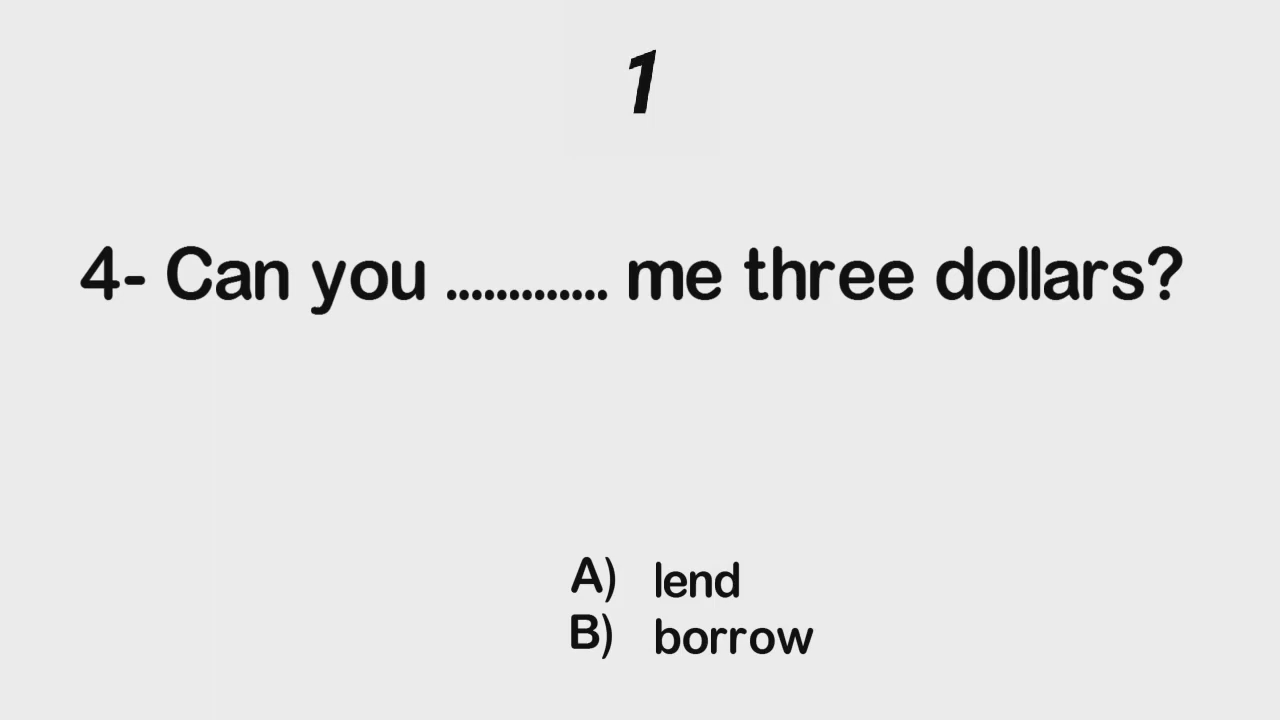 1
4- Can you ............. me three dollars?
A) lend
B) borrow